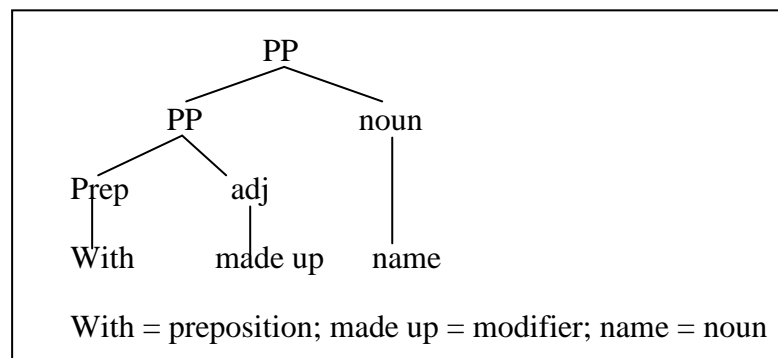 PP
PP noun
Prep adj
With made up name
With = preposition; made up = modifier; name = noun